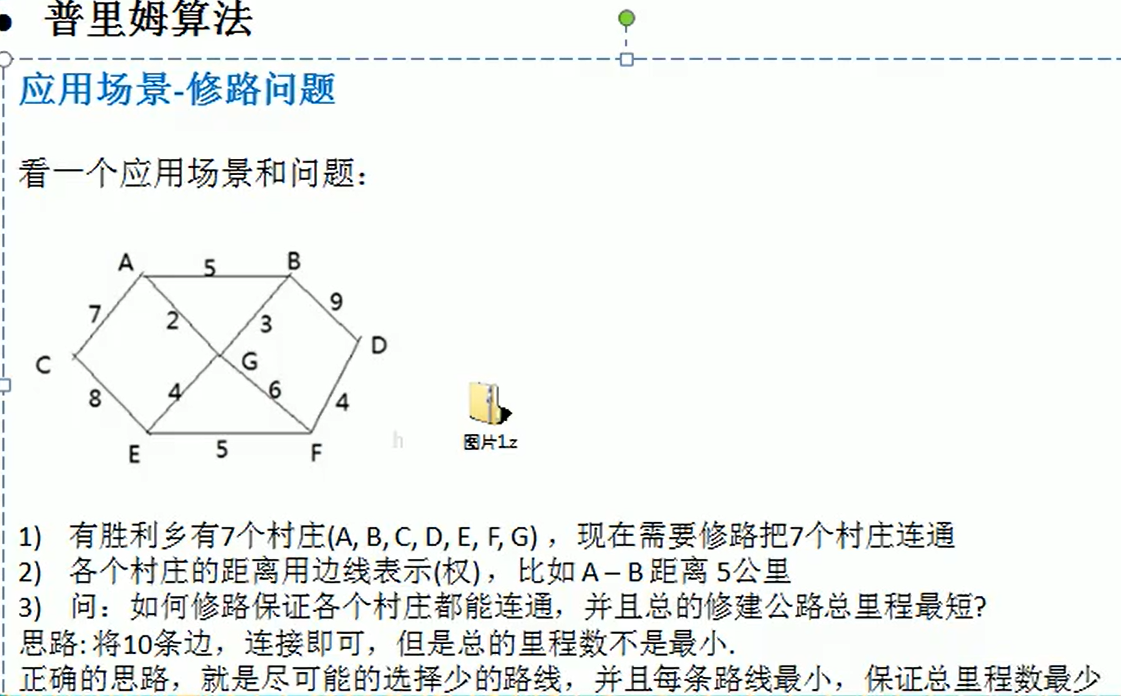 • 普里姆算法
应用场景-修路问题
看一个应用场景和问题:
A 5 B
7 2 3 9
C G D
8 4 6 4
E 5 F
h
图片1.z
1) 有胜利乡有7个村庄(A, B, C, D, E, F, G) ，现在需要修路把7个村庄连通
2) 各个村庄的距离用边线表示(权) ，比如 A – B 距离 5公里
3) 问：如何修路保证各个村庄都能连通，并且总的修建公路总里程最短?
思路: 将10条边，连接即可，但是总的里程数不是最小.
正确的思路，就是尽可能的选择少的路线，并且每条路线最小，保证总里程数最少